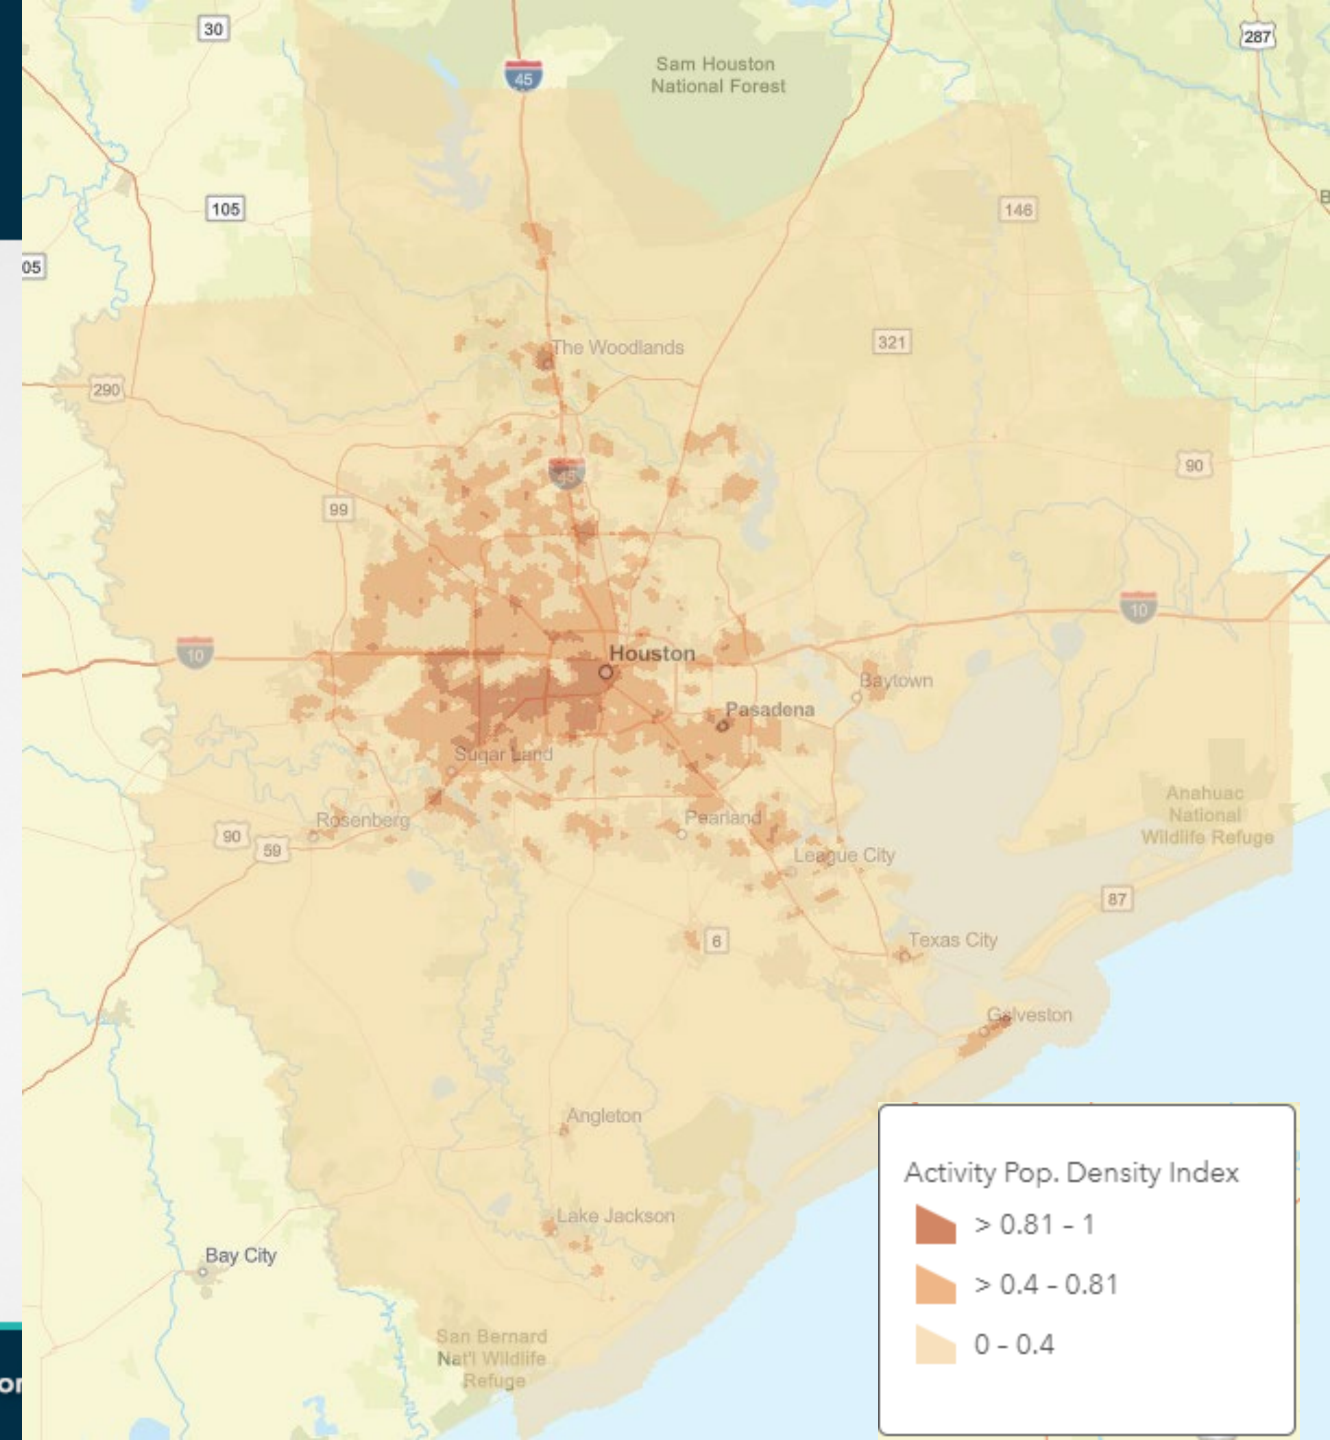 30
45
Sam Houston
National Forest
287
105
146
05
321
The Woodlands
290
90
45
99
10
Houston
10
Baytown
Pasadena
Sugar Land
Anahuac
National
Wildlife Refuge
Rosenberg
Pearland
90
59
League City
87
6
Texas City
Galveston
Angleton
Lake Jackson
Bay City
San Bernard
Nat'l Wildlife
Refuge
Activity Pop. Density Index
> 0.81 - 1
> 0.4 - 0.81
0 - 0.4